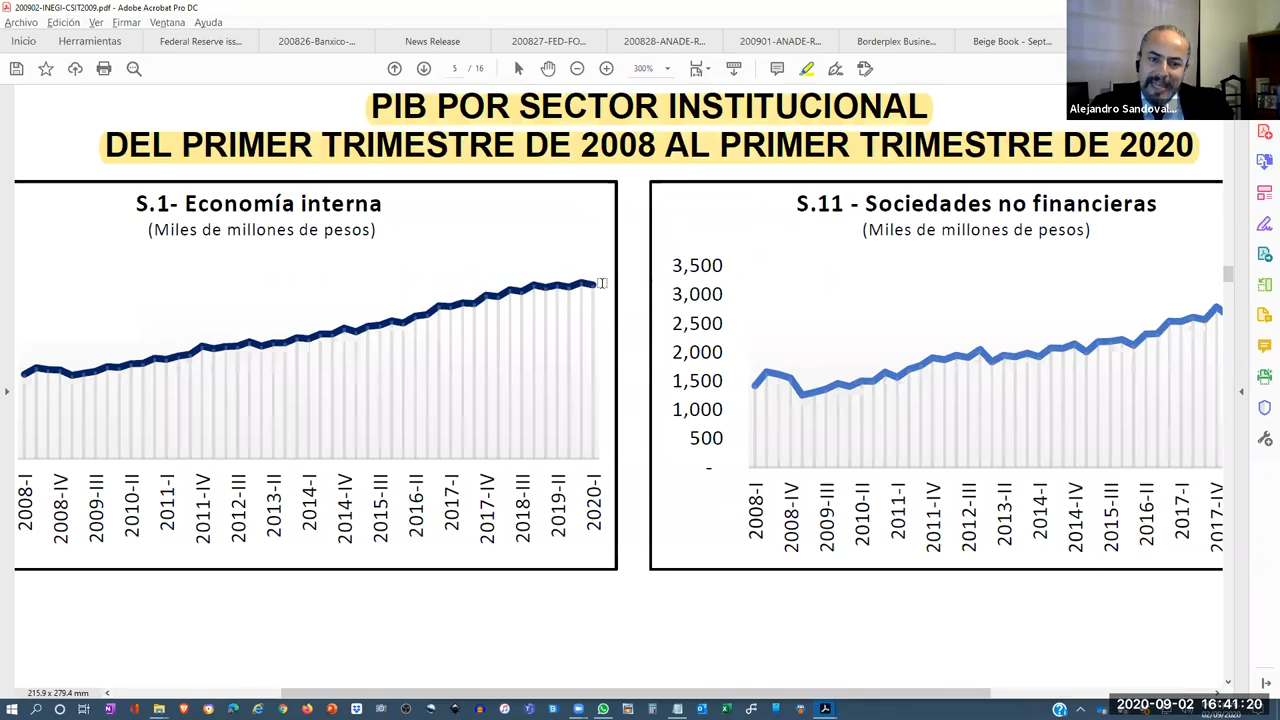 200902-INEGI-CSIT2009.pdf - Adobe Acrobat Pro DC
Archivo Edición Ver Firmar Ventana Ayuda
Inicio Herramientas Federal Reserve iss... 200826-Banxico-... News Release 200827-FED-FO... 200828-ANADE-R... 200901-ANADE-R... Borderplex Busine... Beige Book - Sept...
5 / 16 300%
Alejandro Sandoval...
PIB POR SECTOR INSTITUCIONAL
DEL PRIMER TRIMESTRE DE 2008 AL PRIMER TRIMESTRE DE 2020
S.1- Economía interna
(Miles de millones de pesos)
2008-I 2008-IV 2009-III 2010-II 2011-I 2011-IV 2012-III 2013-II 2014-I 2014-IV 2015-III 2016-II 2017-I 2017-IV 2018-III 2019-II 2020-I
S.11 - Sociedades no financieras
(Miles de millones de pesos)
3,500
3,000
2,500
2,000
1,500
1,000
500
-
2008-I 2008-IV 2009-III 2010-II 2011-I 2011-IV 2012-III 2013-II 2014-I 2014-IV 2015-III 2016-II 2017-I 2017-IV
215.9 x 279.4 mm
2020-09-02 16:41:20
02/09/2020